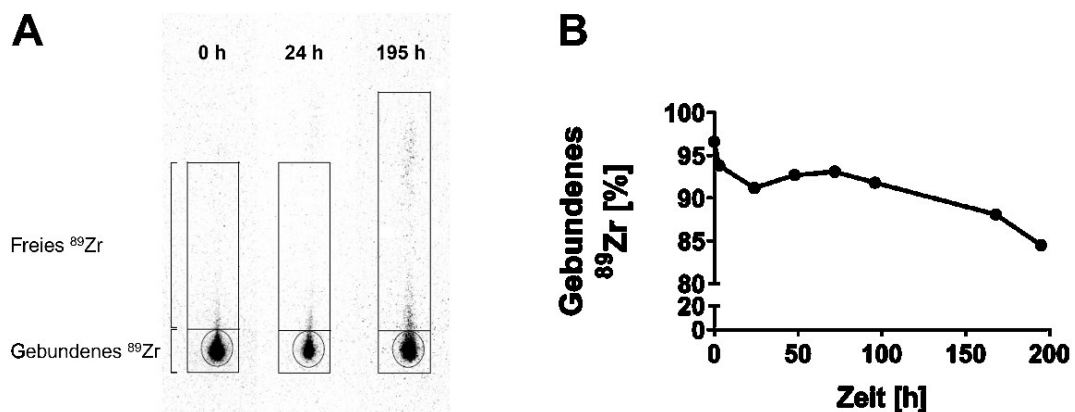 A
0 h 24 h 195 h
Freies ⁸⁹Zr
Gebundenes ⁸⁹Zr
B
Gebundenes
⁸⁹Zr [%]
100
95
90
85
80
20
0
0 50 100 150 200
Zeit [h]